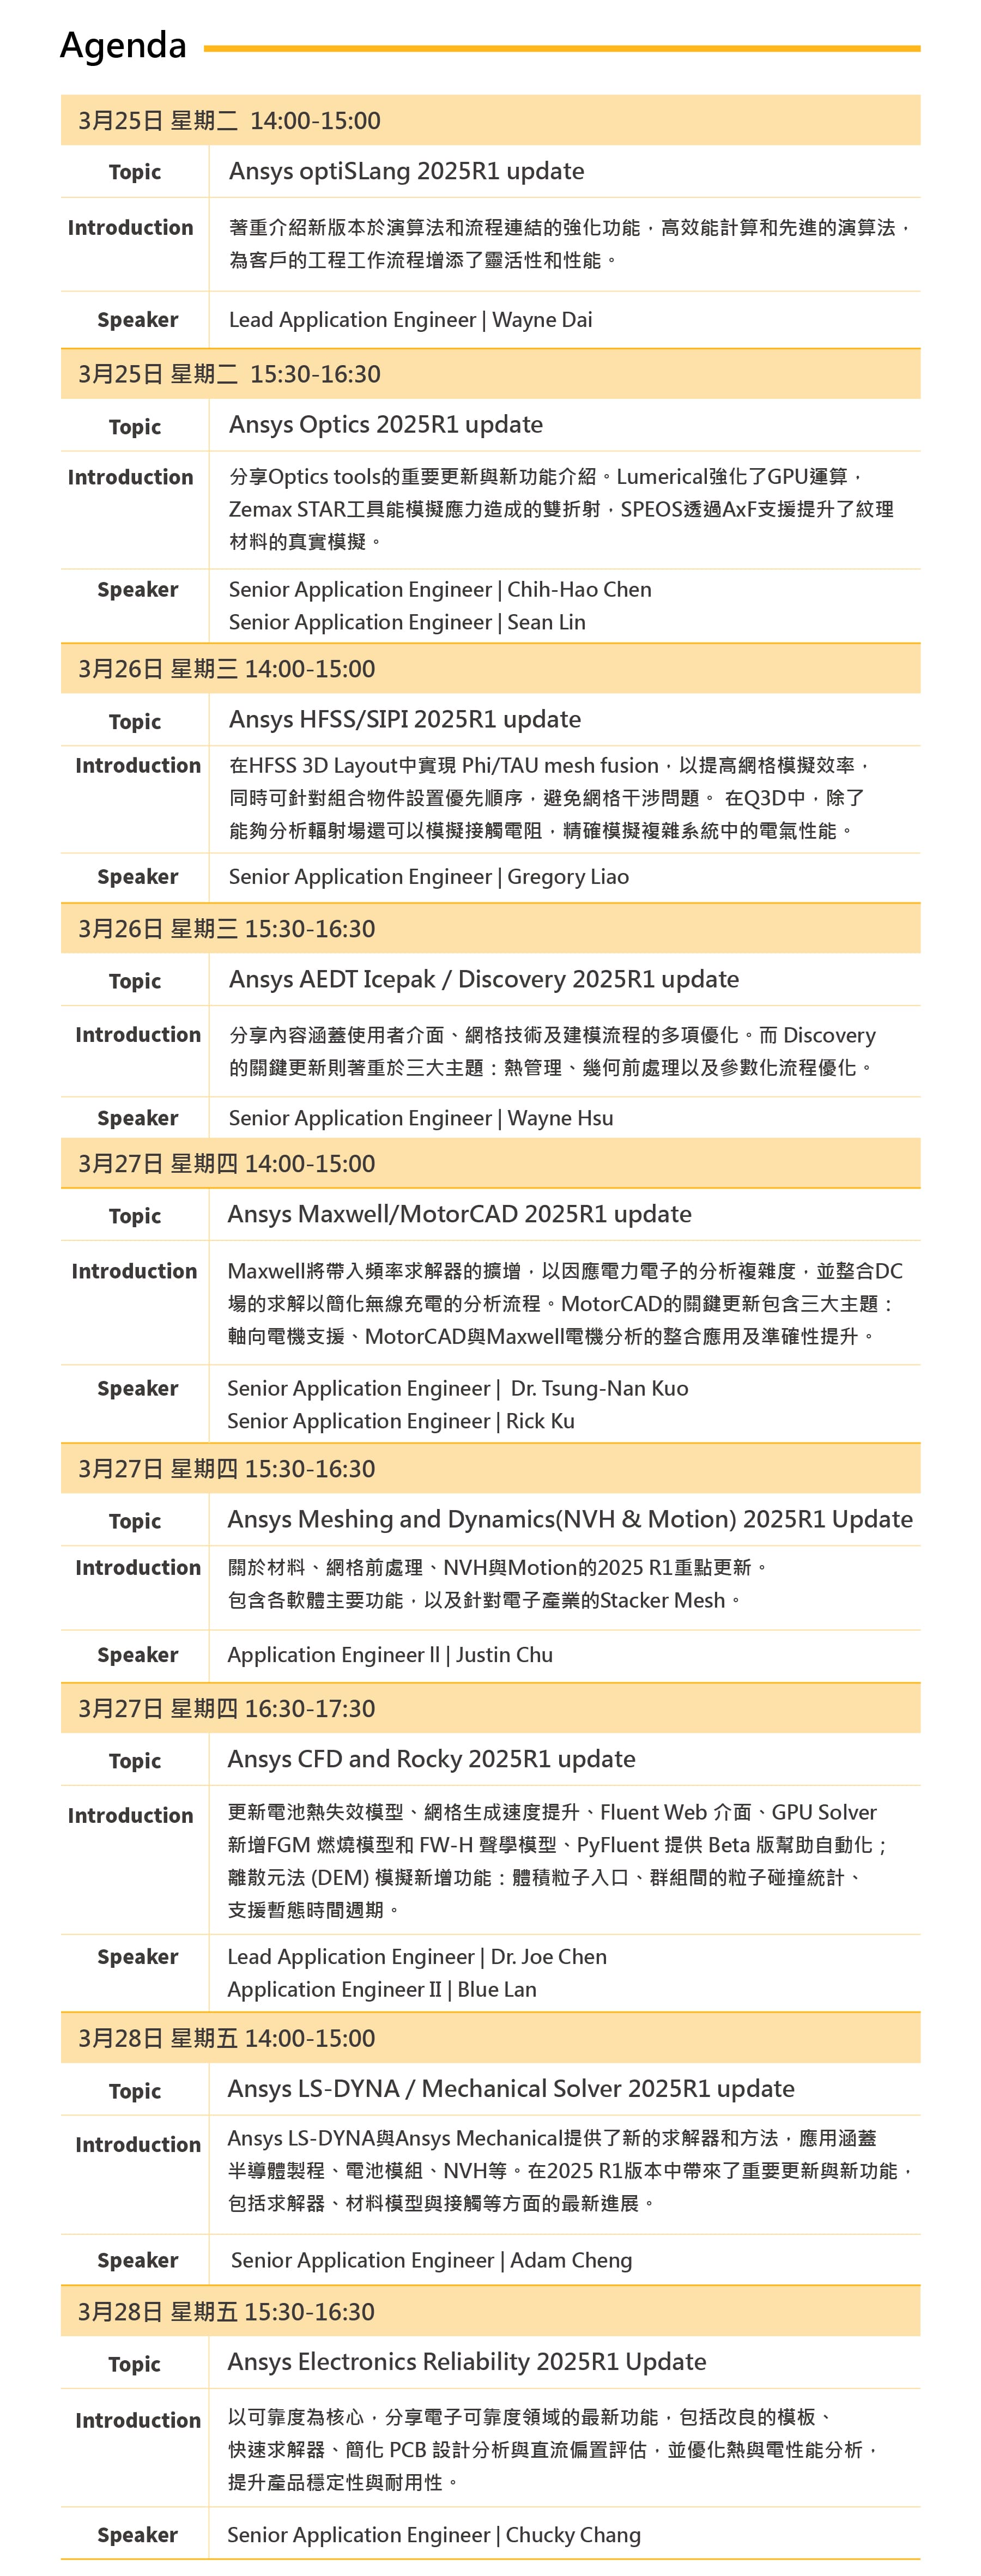 Agenda
3月25日 星期二 14:00-15:00
Topic
Ansys optiSLang 2025R1 update
Introduction
著重介紹新版本於演算法和流程連結的強化功能，高效能計算和先進的演算法，
為客戶的工程工作流程增添了靈活性和性能。
Speaker
Lead Application Engineer | Wayne Dai
3月25日 星期二 15:30-16:30
Topic
Ansys Optics 2025R1 update
Introduction
分享Optics tools的重要更新與新功能介紹。Lumerical強化了GPU運算，
Zemax STAR工具能模擬應力造成的雙折射，SPEOS透過AxF支援提升了紋理
材料的真實模擬。
Speaker
Senior Application Engineer | Chih-Hao Chen
Senior Application Engineer | Sean Lin
3月26日 星期三 14:00-15:00
Topic
Ansys HFSS/SIPI 2025R1 update
Introduction
在HFSS 3D Layout中實現 Phi/TAU mesh fusion，以提高網格模擬效率，
同時可針對組合物件設置優先順序，避免網格干涉問題。 在Q3D中，除了
能夠分析輻射場還可以模擬接觸電阻，精確模擬複雜系統中的電氣性能。
Speaker
Senior Application Engineer | Gregory Liao
3月26日 星期三 15:30-16:30
Topic
Ansys AEDT Icepak / Discovery 2025R1 update
Introduction
分享內容涵蓋使用者介面、網格技術及建模流程的多項優化。而 Discovery
的關鍵更新則著重於三大主題：熱管理、幾何前處理以及參數化流程優化。
Speaker
Senior Application Engineer | Wayne Hsu
3月27日 星期四 14:00-15:00
Topic
Ansys Maxwell/MotorCAD 2025R1 update
Introduction
Maxwell將帶入頻率求解器的擴增，以因應電力電子的分析複雜度，並整合DC
場的求解以簡化無線充電的分析流程。MotorCAD的關鍵更新包含三大主題：
軸向電機支援、MotorCAD與Maxwell電機分析的整合應用及準確性提升。
Speaker
Senior Application Engineer | Dr. Tsung-Nan Kuo
Senior Application Engineer | Rick Ku
3月27日 星期四 15:30-16:30
Topic
Ansys Meshing and Dynamics(NVH & Motion) 2025R1 Update
Introduction
關於材料、網格前處理、NVH與Motion的2025 R1重點更新。
包含各軟體主要功能，以及針對電子產業的Stacker Mesh。
Speaker
Application Engineer ll | Justin Chu
3月27日 星期四 16:30-17:30
Topic
Ansys CFD and Rocky 2025R1 update
Introduction
更新電池熱失效模型、網格生成速度提升、Fluent Web 介面、GPU Solver
新增FGM 燃燒模型和 FW-H 聲學模型、PyFluent 提供 Beta 版幫助自動化；
離散元法 (DEM) 模擬新增功能：體積粒子入口、群組間的粒子碰撞統計、
支援暫態時間週期。
Speaker
Lead Application Engineer | Dr. Joe Chen
Application Engineer II | Blue Lan
3月28日 星期五 14:00-15:00
Topic
Ansys LS-DYNA / Mechanical Solver 2025R1 update
Introduction
Ansys LS-DYNA與Ansys Mechanical提供了新的求解器和方法，應用涵蓋
半導體製程、電池模組、NVH等。在2025 R1版本中帶來了重要更新與新功能，
包括求解器、材料模型與接觸等方面的最新進展。
Speaker
Senior Application Engineer | Adam Cheng
3月28日 星期五 15:30-16:30
Topic
Ansys Electronics Reliability 2025R1 Update
Introduction
以可靠度為核心，分享電子可靠度領域的最新功能，包括改良的模板、
快速求解器、簡化 PCB 設計分析與直流偏置評估，並優化熱與電性能分析，
提升產品穩定性與耐用性。
Speaker
Senior Application Engineer | Chucky Chang